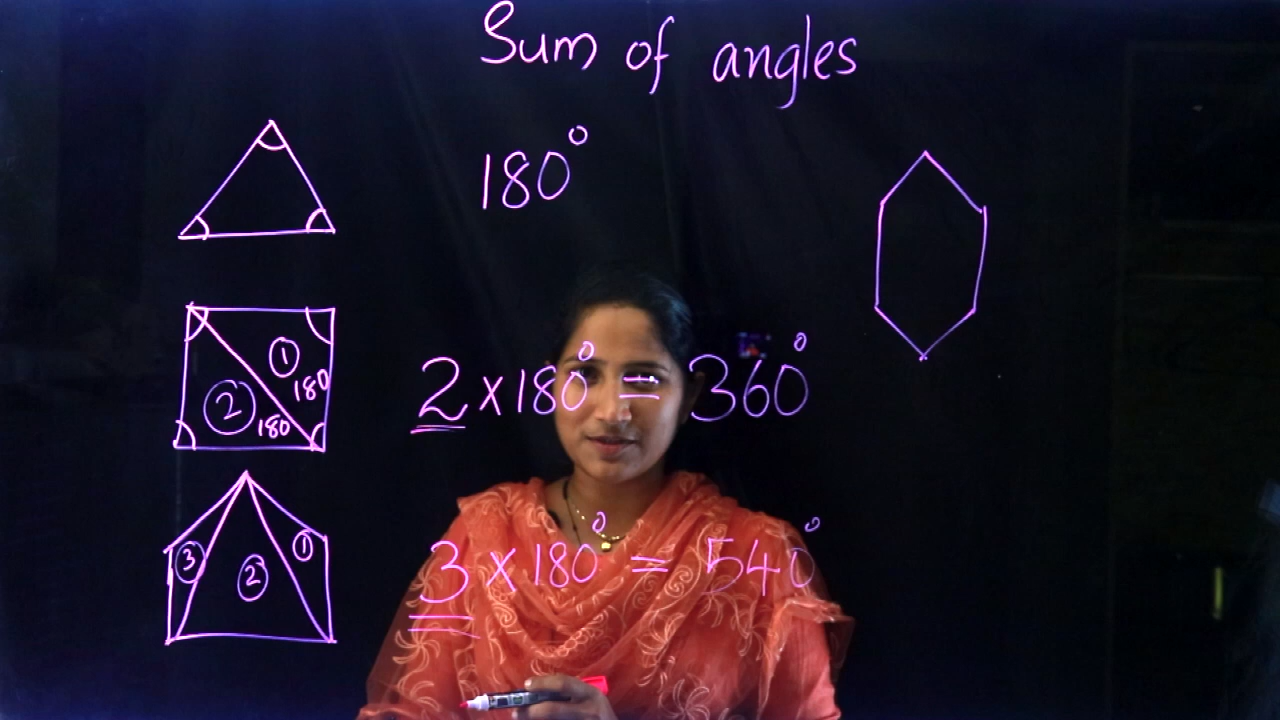 Sum of angles
180°
① 180
② 180
2 × 180° = 360°
③ ② ①
3 × 180° = 540°